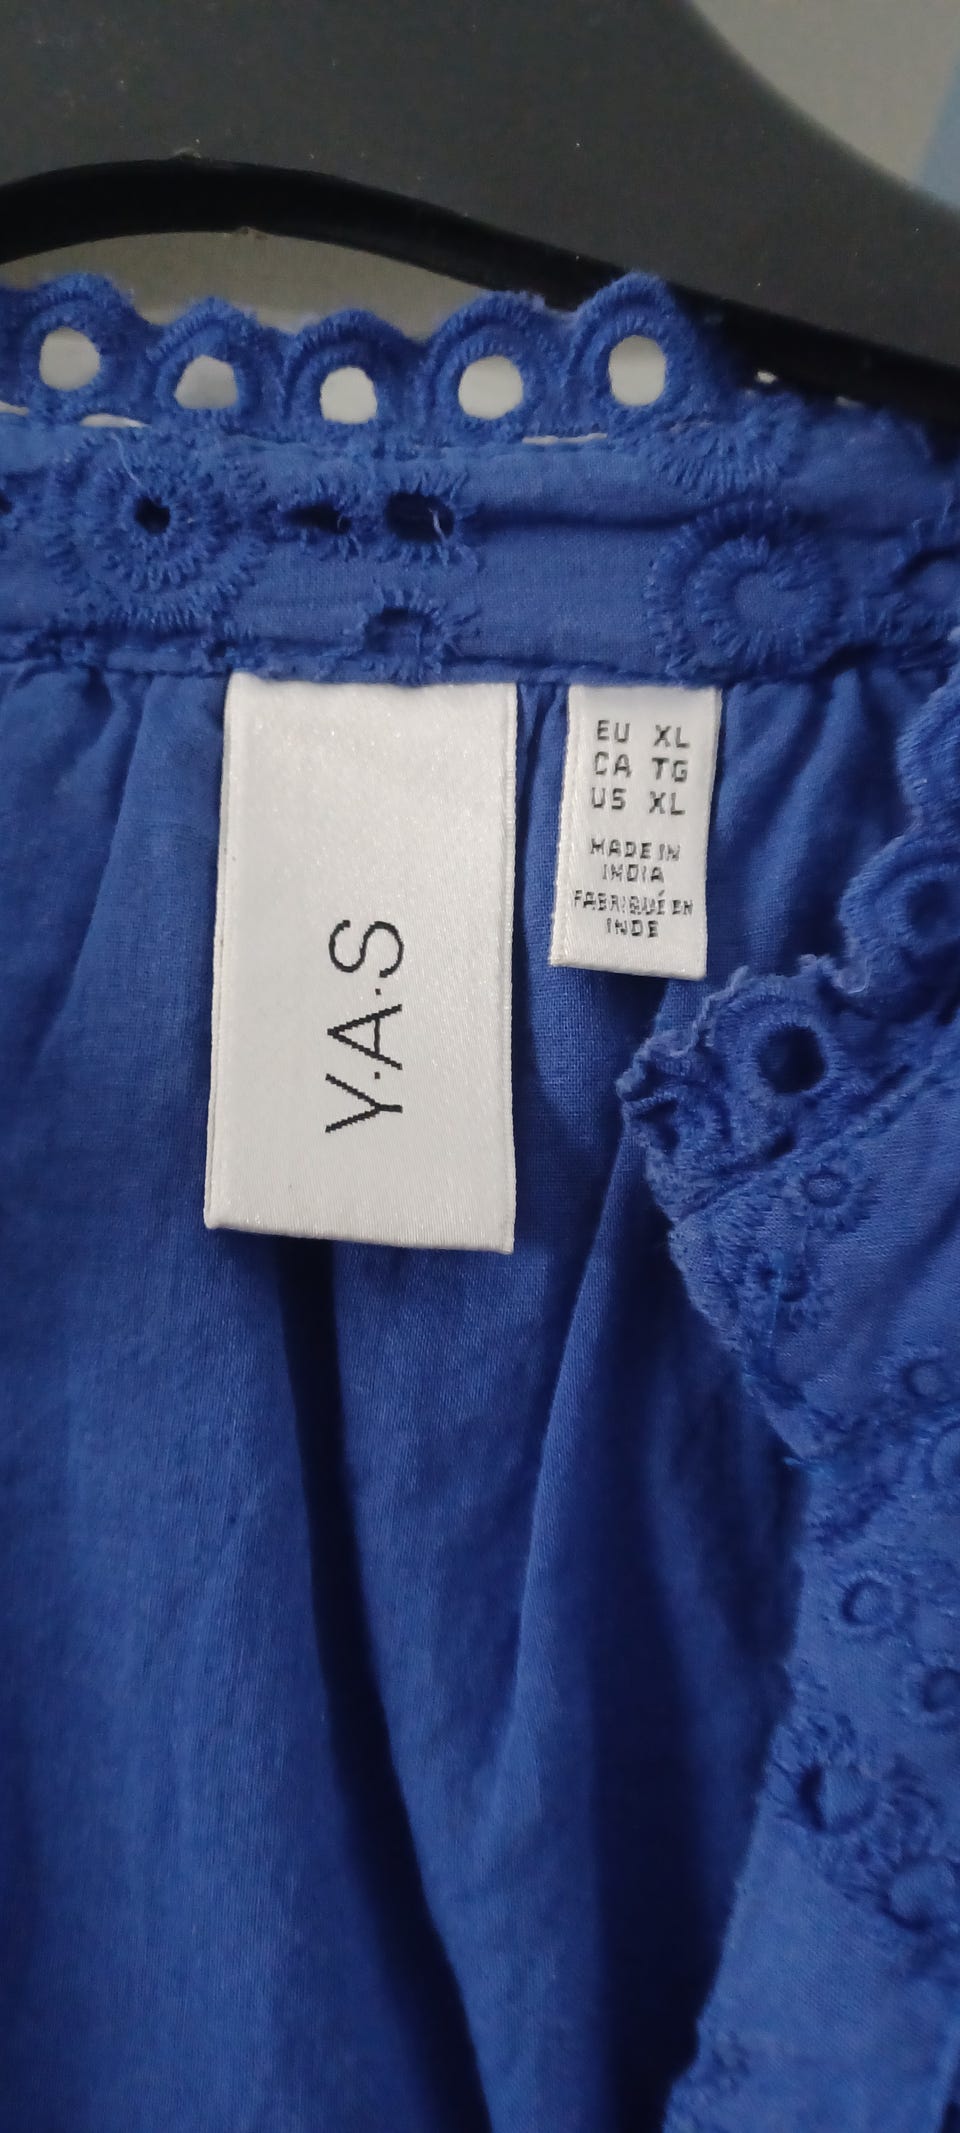 Y.A.S
EU XL
CA TG
US XL
MADE IN
INDIA
FABRIQUÉ EN
INDE